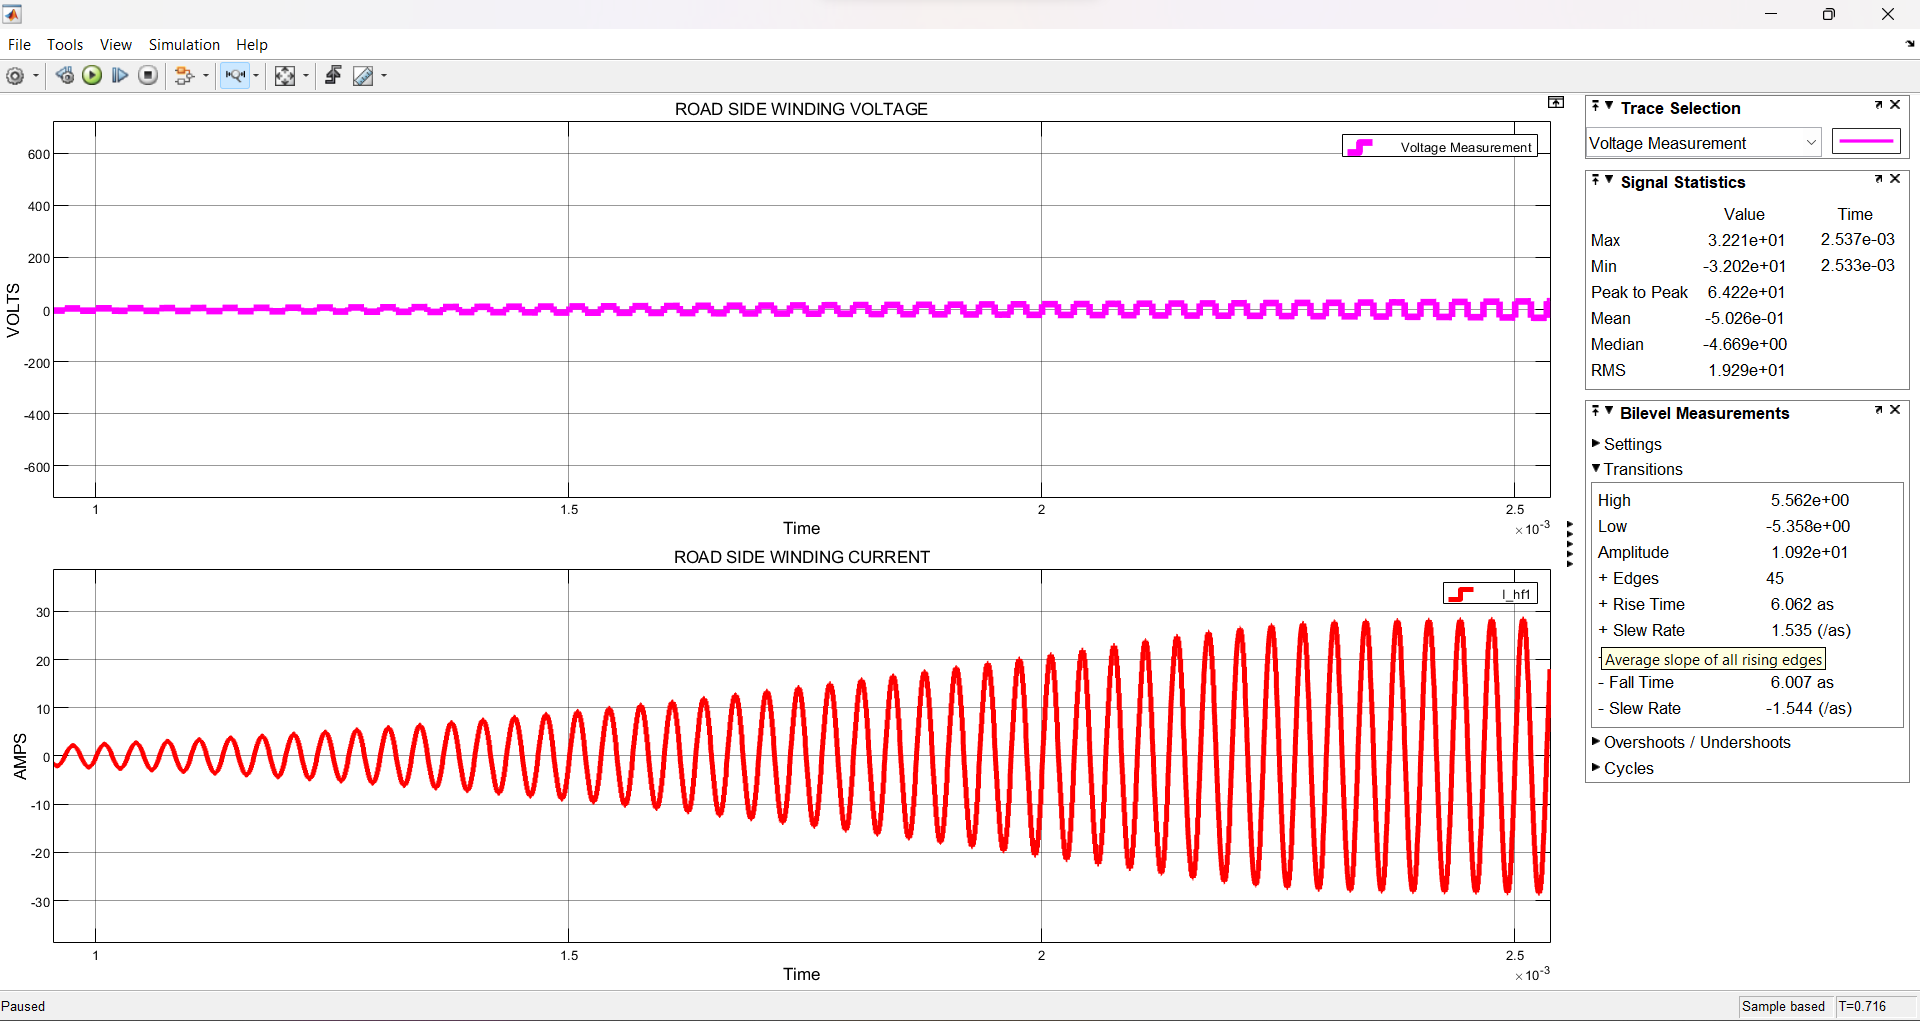 File Tools View Simulation Help
ROAD SIDE WINDING VOLTAGE
Voltage Measurement
600
400
200
0
-200
-400
-600
VOLTS
1 1.5 2 2.5
Time
×10-3
ROAD SIDE WINDING CURRENT
I_hf1
30
20
10
0
-10
-20
-30
AMPS
1 1.5 2 2.5
Time
×10-3
Trace Selection
Voltage Measurement
Signal Statistics
Value Time
Max 3.221e+01 2.537e-03
Min -3.202e+01 2.533e-03
Peak to Peak 6.422e+01
Mean -5.026e-01
Median -4.669e+00
RMS 1.929e+01
Bilevel Measurements
Settings
Transitions
High 5.562e+00
Low -5.358e+00
Amplitude 1.092e+01
+ Edges 45
+ Rise Time 6.062 as
+ Slew Rate 1.535 (/as)
Average slope of all rising edges
- Fall Time 6.007 as
- Slew Rate -1.544 (/as)
Overshoots / Undershoots
Cycles
Paused
Sample based T=0.716